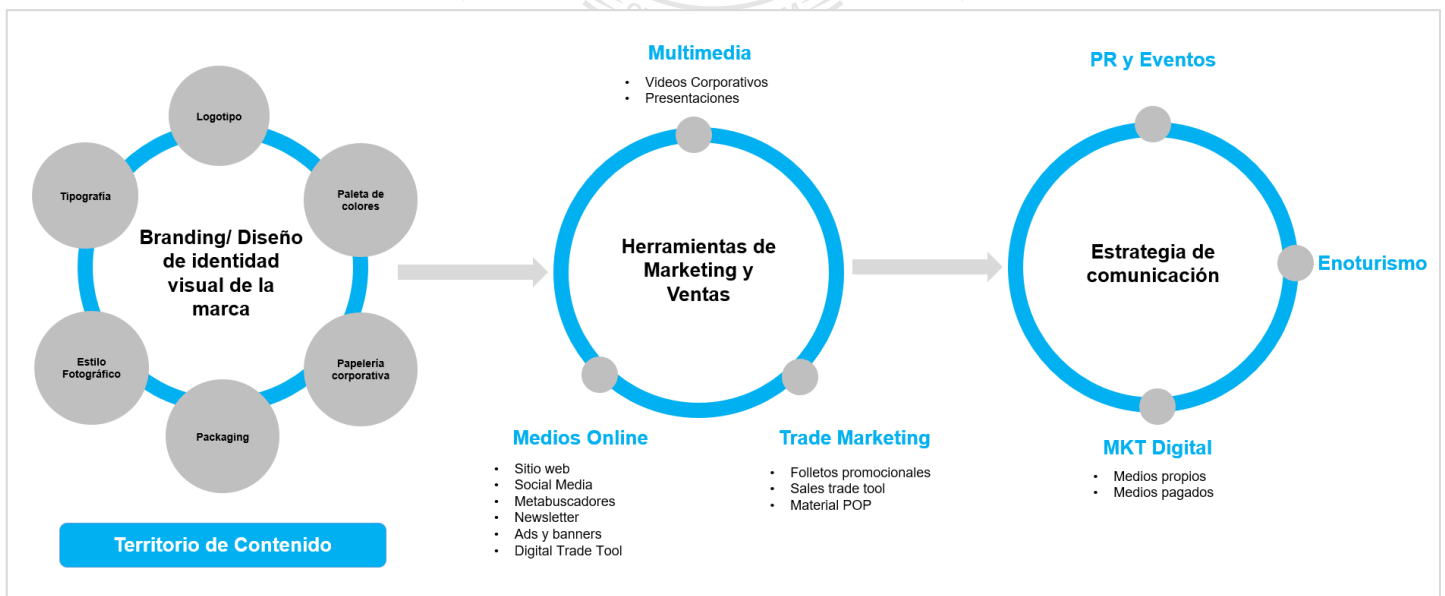 Logotipo
Tipografía
Paleta de
colores
Branding/ Diseño
de identidad
visual de la
marca
Estilo
Fotográfico
Papelería
corporativa
Packaging
Territorio de Contenido
Multimedia
• Videos Corporativos
• Presentaciones
Herramientas de
Marketing y
Ventas
Medios Online
• Sitio web
• Social Media
• Metabuscadores
• Newsletter
• Ads y banners
• Digital Trade Tool
Trade Marketing
• Folletos promocionales
• Sales trade tool
• Material POP
PR y Eventos
Estrategia de
comunicación
Enoturismo
MKT Digital
• Medios propios
• Medios pagados